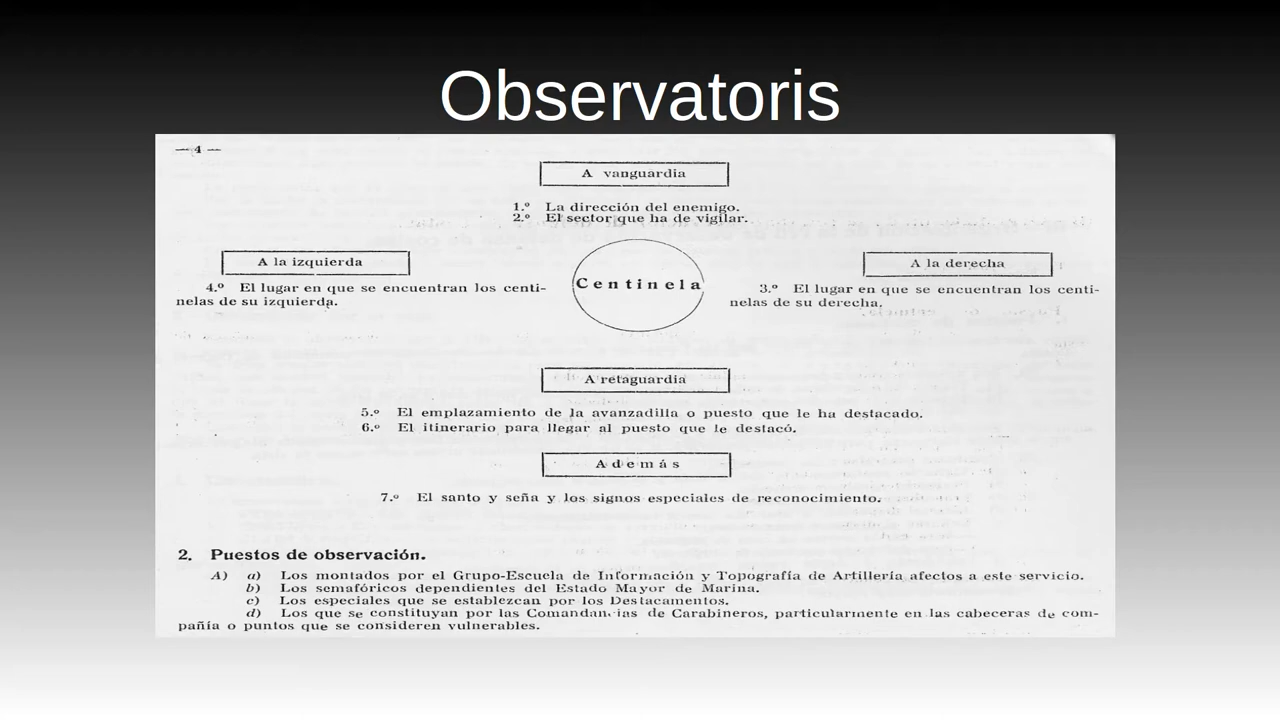 Observatoris
— 4 —
A vanguardia
1.º La dirección del enemigo.
2.º El sector que ha de vigilar.
A la izquierda
4.º El lugar en que se encuentran los centi-
nelas de su izquierda.
Centinela
A la derecha
3.º El lugar en que se encuentran los centi-
nelas de su derecha.
A retaguardia
5.º El emplazamiento de la avanzadilla o puesto que le ha destacado.
6.º El itinerario para llegar al puesto que le destacó.
Además
7.º El santo y seña y los signos especiales de reconocimiento.
2. Puestos de observación.
A) a) Los montados por el Grupo-Escuela de Información y Topografía de Artillería afectos a este servicio.
b) Los semafóricos dependientes del Estado Mayor de Marina.
c) Los especiales que se establezcan por los Destacamentos.
d) Los que se constituyan por las Comandancias de Carabineros, particularmente en las cabeceras de com-
pañía o puntos que se consideren vulnerables.